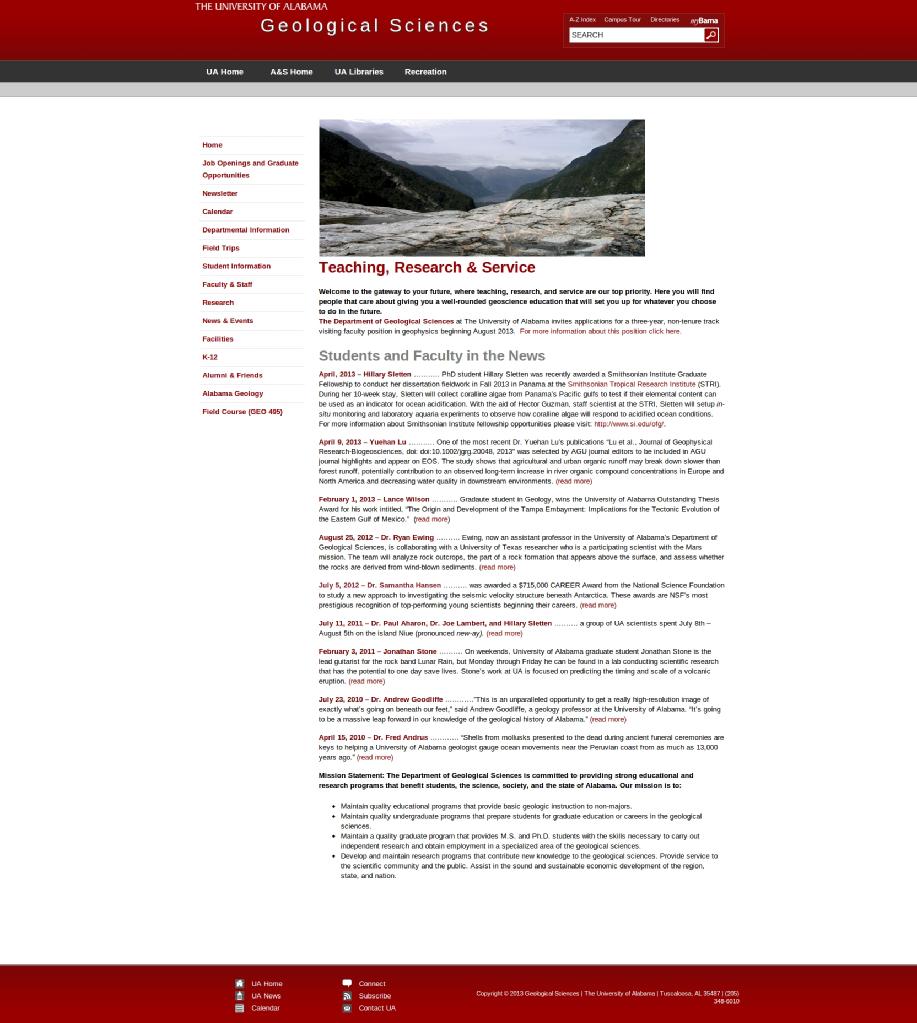 THE UNIVERSITY OF ALABAMA
Geological Sciences
A-Z Index Campus Tour Directories myBama
SEARCH
UA Home A&S Home UA Libraries Recreation
Home
Job Openings and Graduate
Opportunities
Newsletter
Calendar
Departmental Information
Field Trips
Student Information
Faculty & Staff
Research
News & Events
Facilities
K-12
Alumni & Friends
Alabama Geology
Field Course (GEO 495)
Teaching, Research & Service
Welcome to the gateway to your future, where teaching, research, and service are our top priority. Here you will find
people that care about giving you a well-rounded geoscience education that will set you up for whatever you choose
to do in the future.
The Department of Geological Sciences at The University of Alabama invites applications for a three-year, non-tenure track
visiting faculty position in geophysics beginning August 2013. For more information about this position click here.
Students and Faculty in the News
April, 2013 – Hillary Sletten ........... PhD student Hillary Sletten was recently awarded a Smithsonian Institute Graduate
Fellowship to conduct her dissertation fieldwork in Fall 2013 in Panama at the Smithsonian Tropical Research Institute (STRI).
During her 10-week stay, Sletten will collect coralline algae from Panama's Pacific gulfs to test if their elemental content can
be used as an indicator for ocean acidification. With the aid of Hector Guzman, staff scientist at the STRI, Sletten will setup in-
situ monitoring and laboratory aquaria experiments to observe how coralline algae will respond to acidified ocean conditions.
For more information about Smithsonian Institute fellowship opportunities please visit: http://www.si.edu/ofg/.
April 9, 2013 – Yuehan Lu ........... One of the most recent Dr. Yuehan Lu's publications “Lu et al., Journal of Geophysical
Research-Biogeosciences, doi: doi:10.1002/jgrg.20048, 2013” was selected by AGU journal editors to be included in AGU
journal highlights and appear on EOS. The study shows that agricultural and urban organic runoff may break down slower than
forest runoff, potentially contribution to an observed long-term increase in river organic compound concentrations in Europe and
North America and decreasing water quality in downstream environments. (read more)
February 1, 2013 – Lance Wilson ........... Gradaute student in Geology, wins the University of Alabama Outstanding Thesis
Award for his work intitled, “The Origin and Development of the Tampa Embayment: Implications for the Tectonic Evolution of
the Eastern Gulf of Mexico.” (read more)
August 25, 2012 – Dr. Ryan Ewing .......... Ewing, now an assistant professor in the University of Alabama's Department of
Geological Sciences, is collaborating with a University of Texas researcher who is a participating scientist with the Mars
mission. The team will analyze rock outcrops, the part of a rock formation that appears above the surface, and assess whether
the rocks are derived from wind-blown sediments. (read more)
July 5, 2012 – Dr. Samantha Hansen .......... was awarded a $715,000 CAREER Award from the National Science Foundation
to study a new approach to investigating the seismic velocity structure beneath Antarctica. These awards are NSF's most
prestigious recognition of top-performing young scientists beginning their careers. (read more)
July 11, 2011 – Dr. Paul Aharon, Dr. Joe Lambert, and Hillary Sletten .......... a group of UA scientists spent July 8th –
August 5th on the island Niue (pronounced new-ay). (read more)
February 3, 2011 – Jonathan Stone .......... On weekends, University of Alabama graduate student Jonathan Stone is the
lead guitarist for the rock band Lunar Rain, but Monday through Friday he can be found in a lab conducting scientific research
that has the potential to one day save lives. Stone's work at UA is focused on predicting the timing and scale of a volcanic
eruption. (read more)
July 23, 2010 – Dr. Andrew Goodliffe ............“This is an unparalleled opportunity to get a really high-resolution image of
exactly what's going on beneath our feet,” said Andrew Goodliffe, a geology professor at the University of Alabama. “It's going
to be a massive leap forward in our knowledge of the geological history of Alabama.” (read more)
April 15, 2010 – Dr. Fred Andrus ............ “Shells from mollusks presented to the dead during ancient funeral ceremonies are
keys to helping a University of Alabama geologist gauge ocean movements near the Peruvian coast from as much as 13,000
years ago.” (read more)
Mission Statement: The Department of Geological Sciences is committed to providing strong educational and
research programs that benefit students, the science, society, and the state of Alabama. Our mission is to:
• Maintain quality educational programs that provide basic geologic instruction to non-majors.
• Maintain quality undergraduate programs that prepare students for graduate education or careers in the geological
sciences.
• Maintain a quality graduate program that provides M.S. and Ph.D. students with the skills necessary to carry out
independent research and obtain employment in a specialized area of the geological sciences.
• Develop and maintain research programs that contribute new knowledge to the geological sciences. Provide service to
the scientific community and the public. Assist in the sound and sustainable economic development of the region,
state, and nation.
UA Home
UA News
Calendar
Connect
Subscribe
Contact UA
Copyright © 2013 Geological Sciences | The University of Alabama | Tuscaloosa, AL 35487 | (205)
348-6010